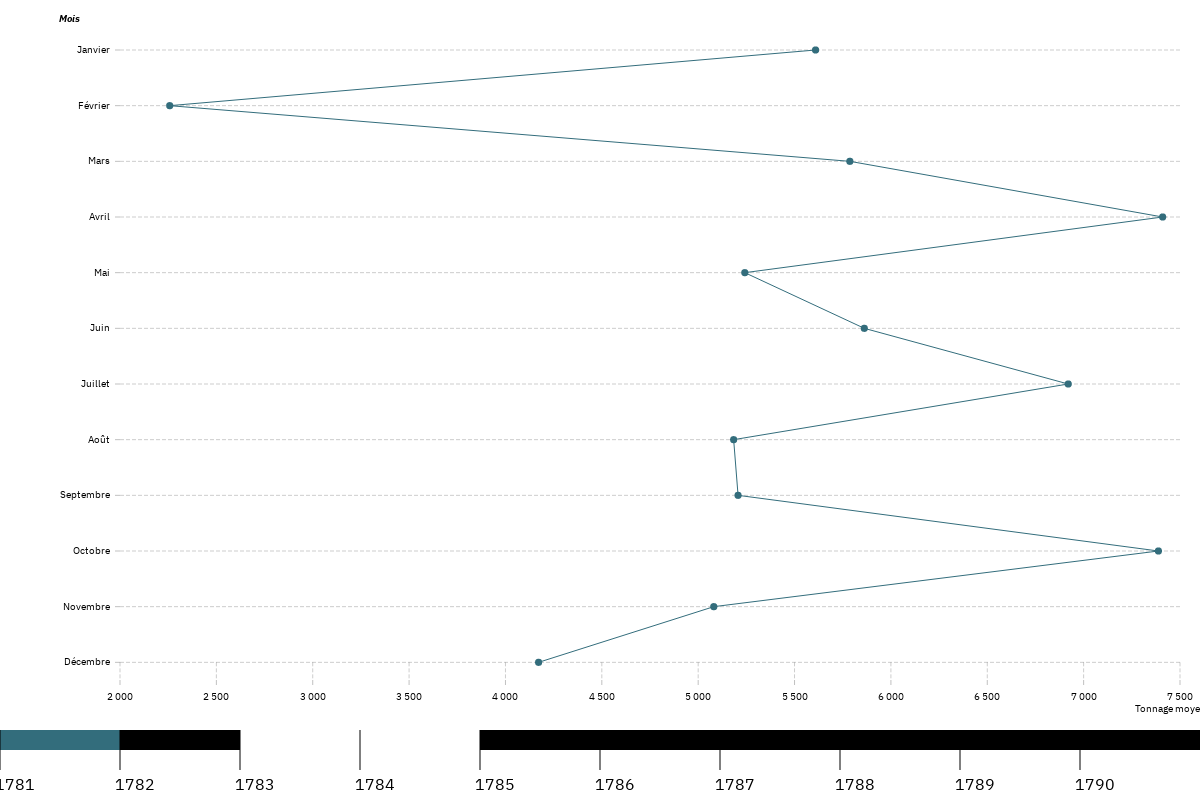 Mois
Janvier
Février
Mars
Avril
Mai
Juin
Juillet
Août
Septembre
Octobre
Novembre
Décembre
2 000 2 500 3 000 3 500 4 000 4 500 5 000 5 500 6 000 6 500 7 000 7 500
Tonnage moye
1781 1782 1783 1784 1785 1786 1787 1788 1789 1790